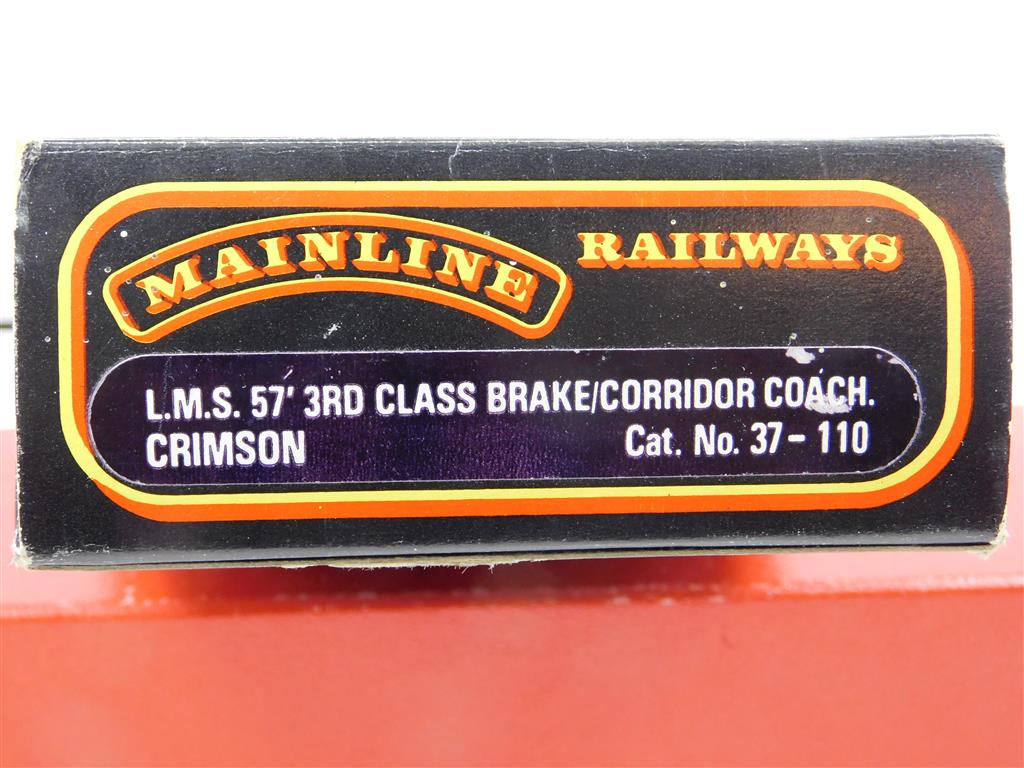 MAINLINE RAILWAYS
L.M.S. 57' 3RD CLASS BRAKE/CORRIDOR COACH.
CRIMSON Cat. No. 37-110